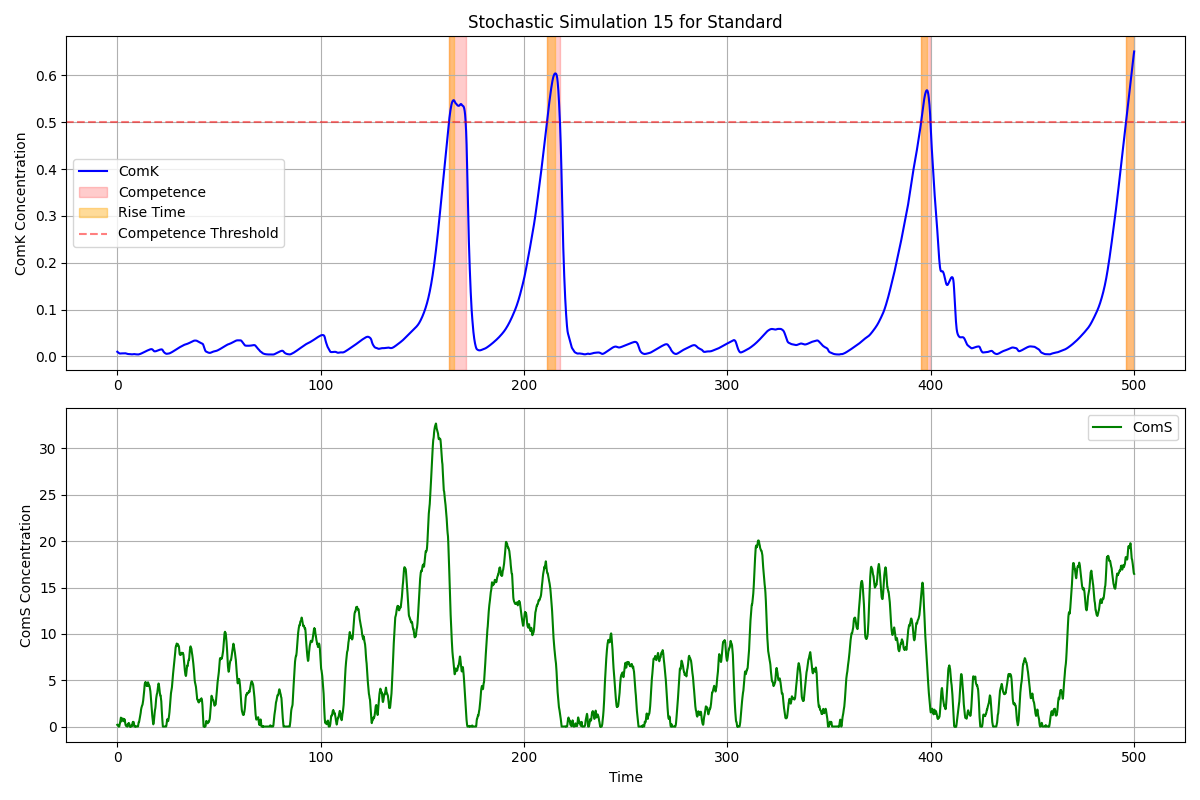 Stochastic Simulation 15 for Standard
ComK Concentration
0.6
0.5
0.4
0.3
0.2
0.1
0.0
ComK
Competence
Rise Time
Competence Threshold
0 100 200 300 400 500
ComS Concentration
30
25
20
15
10
5
0
ComS
0 100 200 300 400 500
Time